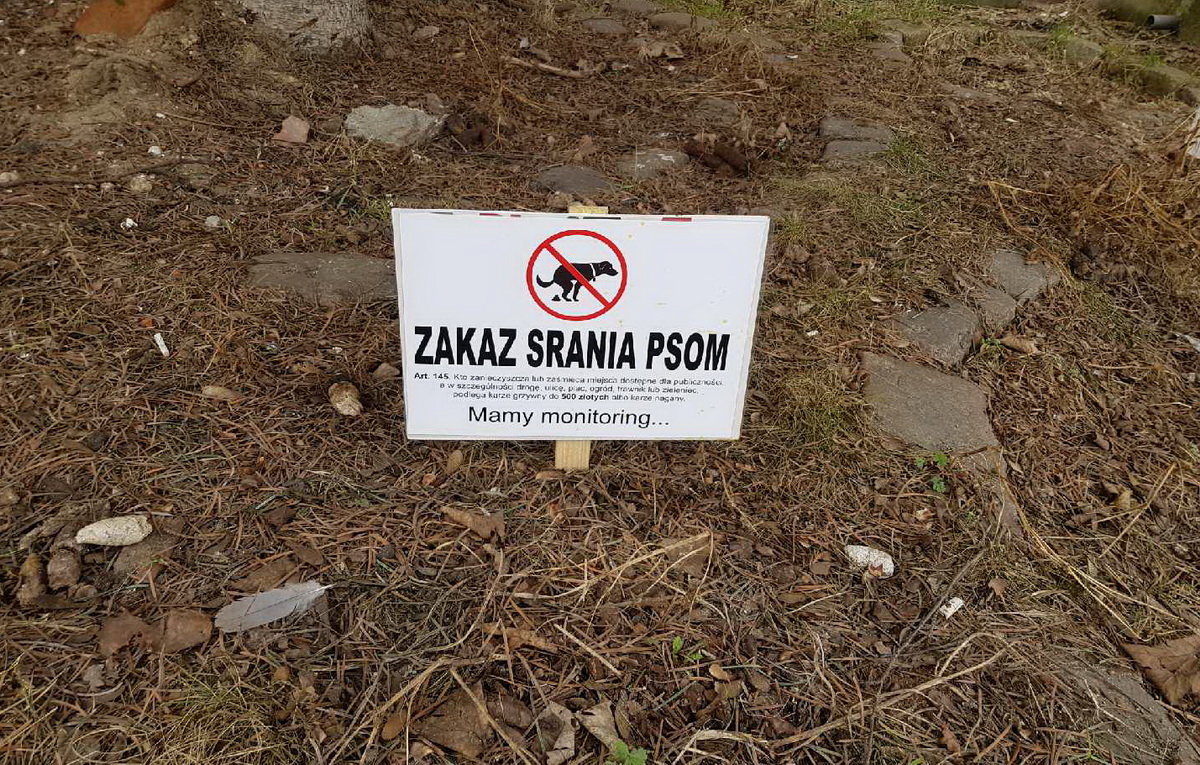 ZAKAZ SRANIA PSOM
Art. 145. Kto zanieczyszcza lub zaśmieca miejsca dostępne dla publiczności,
a w szczególności drogę, ulicę, plac, ogród, trawnik lub zieleniec,
podlega karze grzywny do 500 złotych albo karze nagany.
Mamy monitoring...